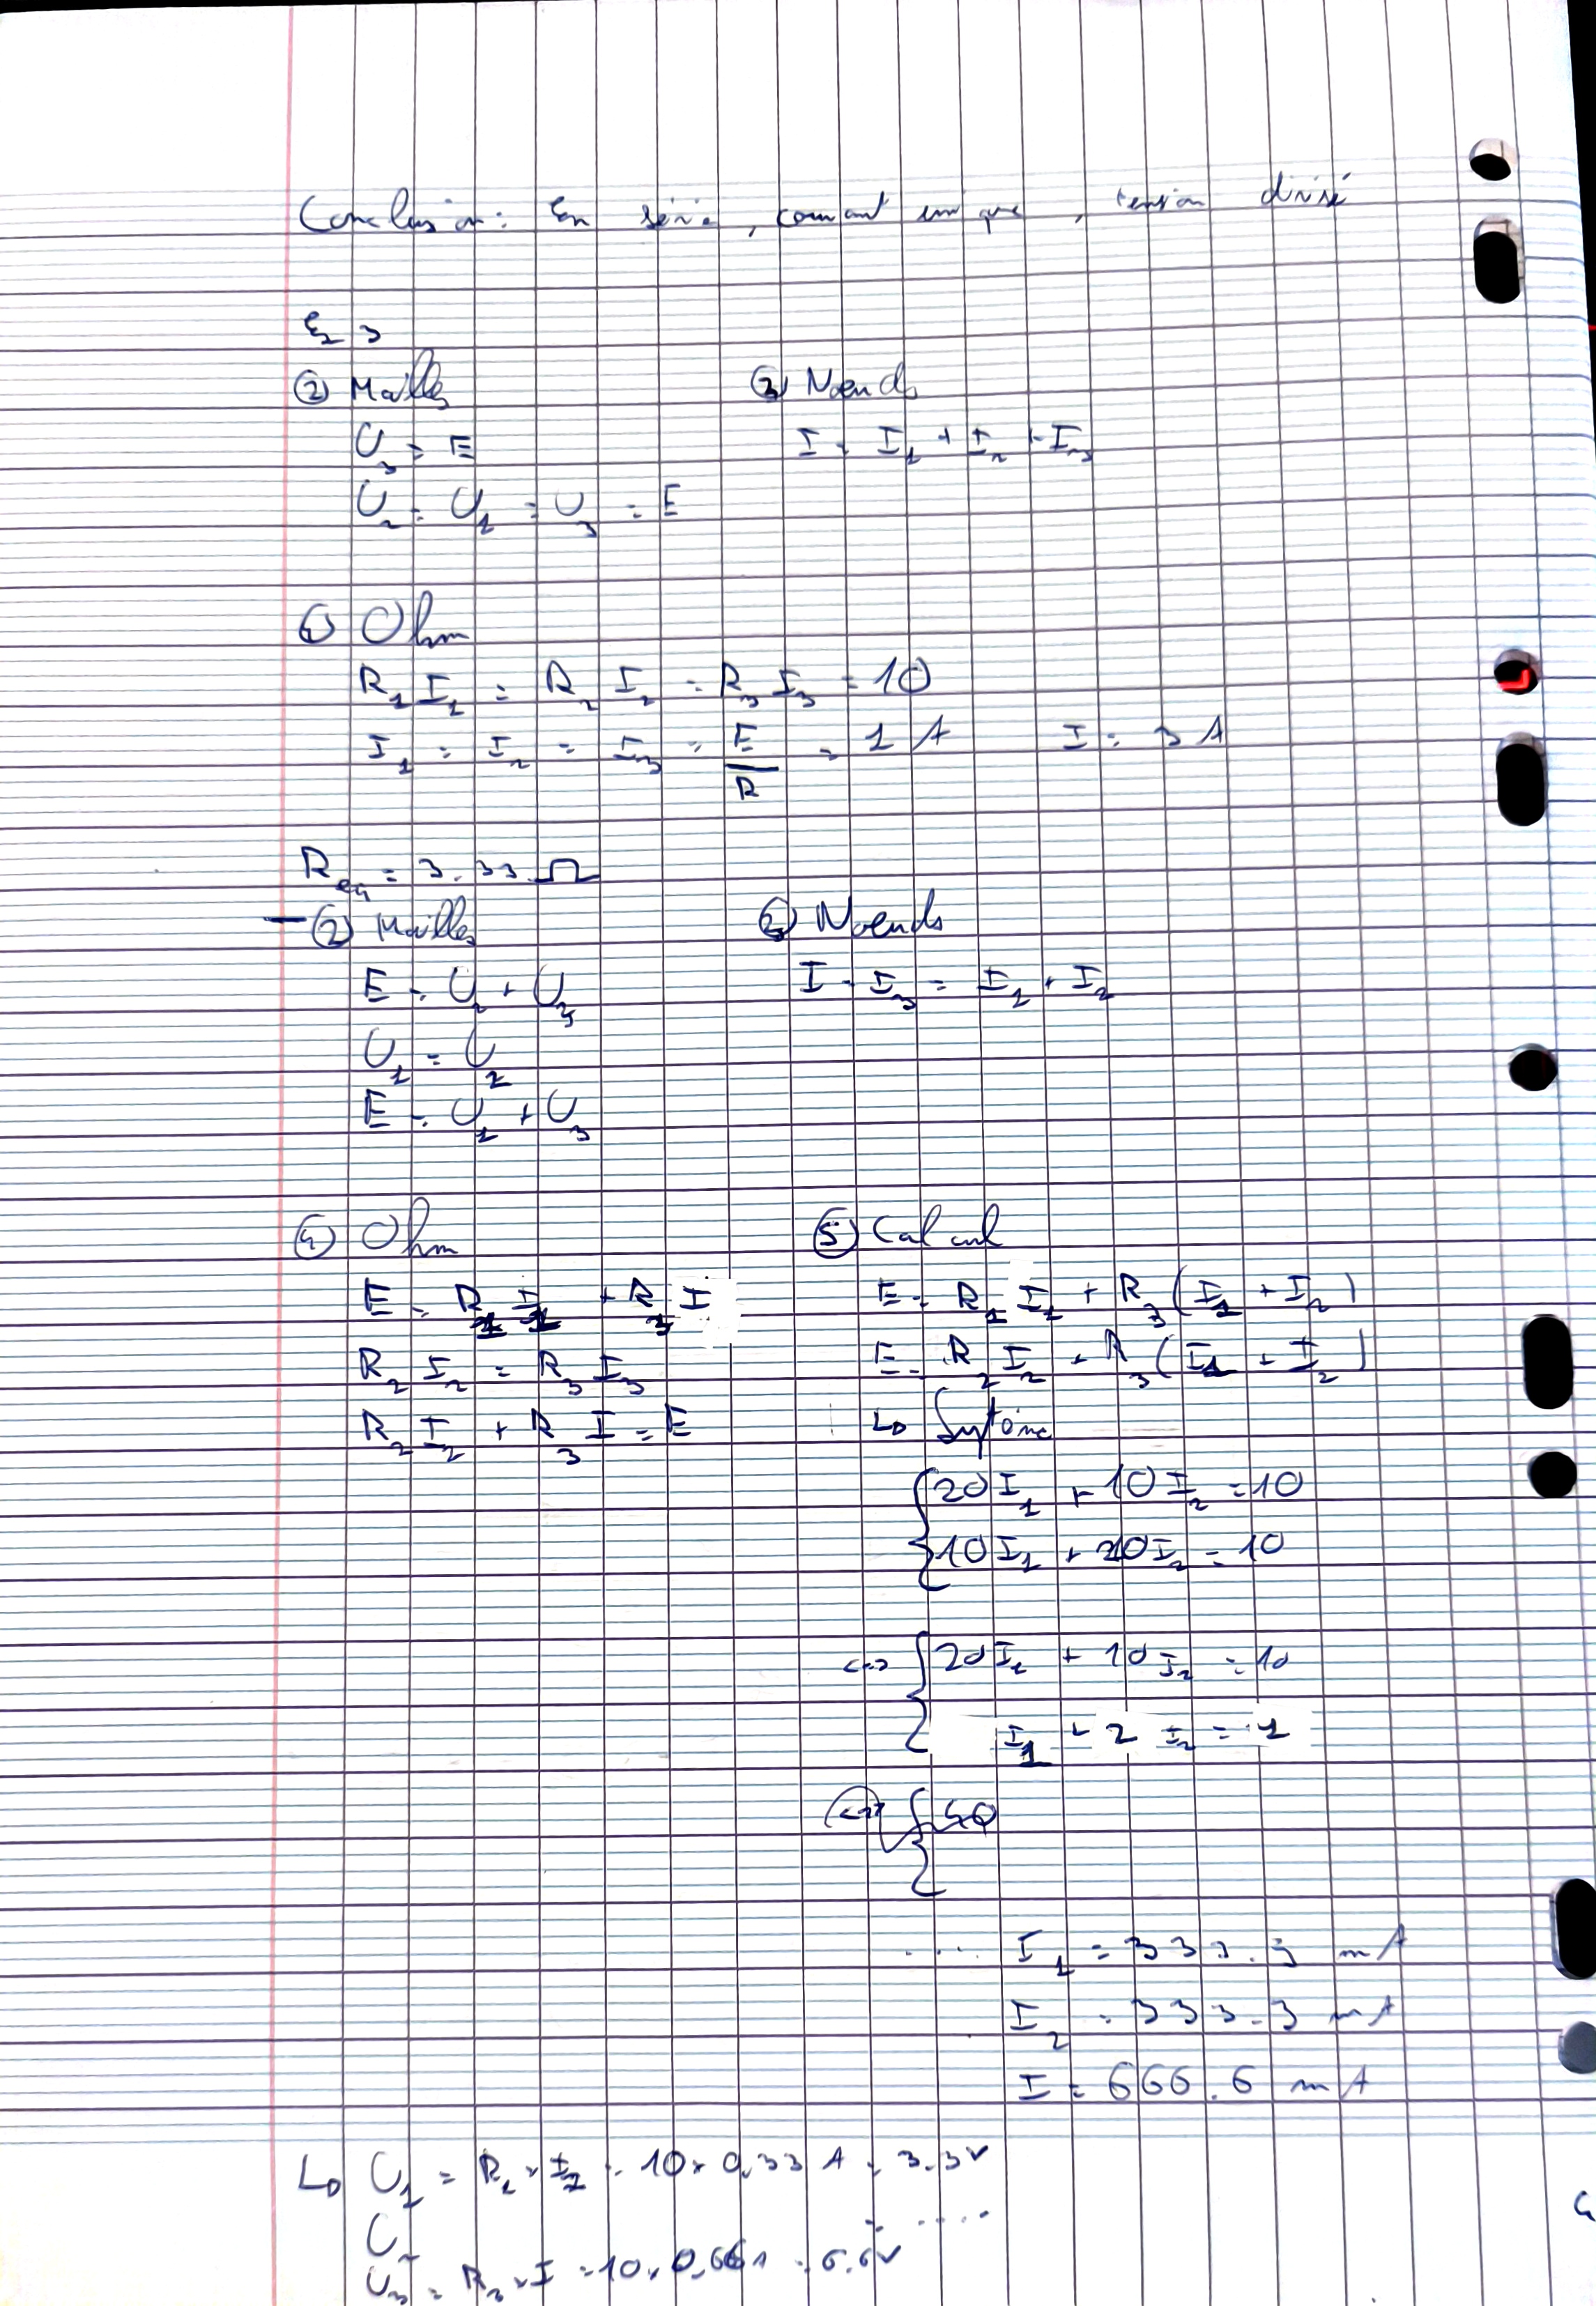 Conclusion: En série, courant unique, tension divisé
Ex 3
② Mailles
U3 = E
U2 = U1 = U3 = E
③ Noeuds
I = I1 + I2 + I3
④ Ohm
R1 I1 = R2 I2 = R3 I3 = 10
I1 = I2 = I3 = E/R = 1 A I = 3 A
Req = 3.33 Ω
② Mailles
E = U2 + U3
U1 = U2
E = U1 + U3
③ Noeuds
I = I3 = I1 + I2
④ Ohm
E = R1 I1 + R3 I
R2 I2 = R3 I3
R2 I2 + R3 I = E
⑤ Calcul
E = R1 I1 + R3 (I1 + I2)
E = R2 I2 + R3 (I1 + I2)
↳ Système
{ 20 I1 + 10 I2 = 10
10 I1 + 20 I2 = 10
<=> { 20 I1 + 10 I2 = 10
I1 + 2 I2 = 1
..... I1 = 333.3 mA
I2 = 333.3 mA
I = 666.6 mA
↳ U1 = R1 × I1 = 10 × 0,33 A = 3.3 V
U2 = .....
U3 = R3 × I = 10 × 0,66 A = 6.6 V